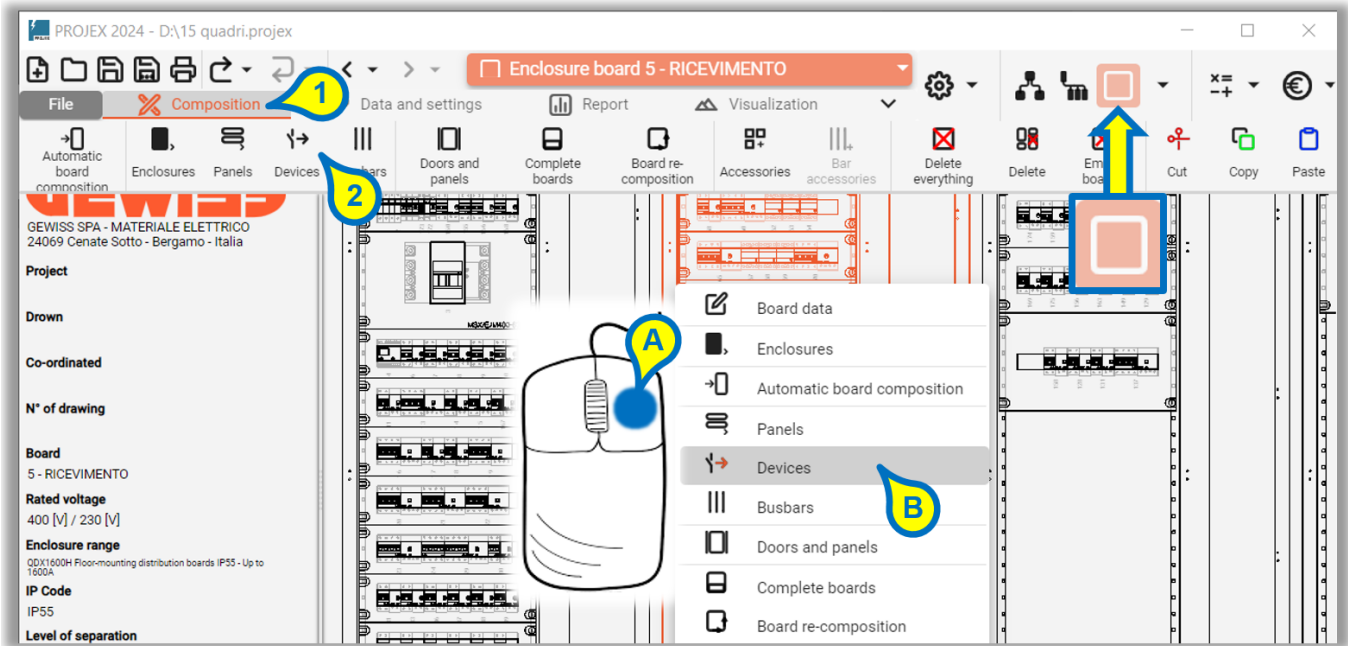 PROJEX 2024 - D:\15 quadri.projex
Enclosure board 5 - RICEVIMENTO
File
Composition
1
Data and settings
Report
Visualization
Automatic
board
composition
Enclosures
Panels
Devices
2
Doors and
panels
Complete
boards
Board re-
composition
Accessories
Bar
accessories
Delete
everything
Delete
Cut
Copy
Paste
GEWISS
GEWISS SPA - MATERIALE ELETTRICO
24069 Cenate Sotto - Bergamo - Italia
Project
Drown
Co-ordinated
N° of drawing
Board
5 - RICEVIMENTO
Rated voltage
400 [V] / 230 [V]
Enclosure range
QDX1600H Floor-mounting distribution boards IP55 - Up to
1600A
IP Code
IP55
Level of separation
A
Board data
Enclosures
Automatic board composition
Panels
Devices
B
Busbars
Doors and panels
Complete boards
Board re-composition